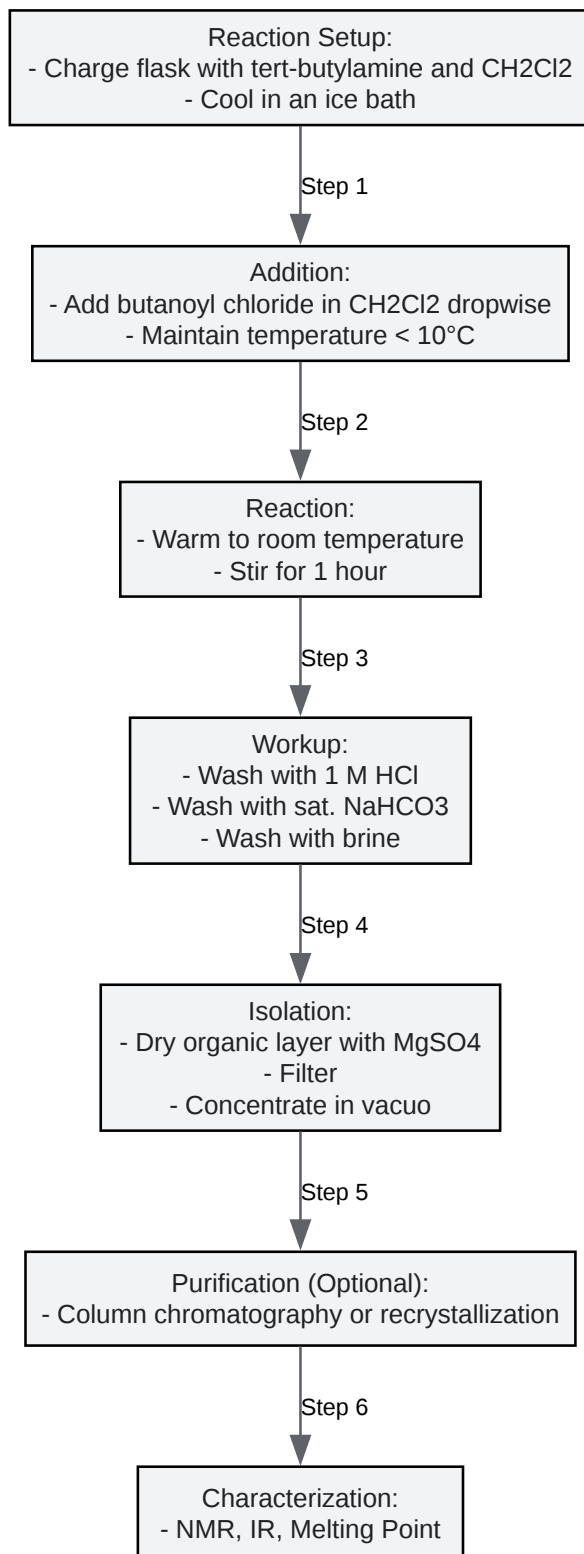 Reaction Setup:
- Charge flask with tert-butylamine and CH2Cl2
- Cool in an ice bath
Step 1
Addition:
- Add butanoyl chloride in CH2Cl2 dropwise
- Maintain temperature < 10°C
Step 2
Reaction:
- Warm to room temperature
- Stir for 1 hour
Step 3
Workup:
- Wash with 1 M HCl
- Wash with sat. NaHCO3
- Wash with brine
Step 4
Isolation:
- Dry organic layer with MgSO4
- Filter
- Concentrate in vacuo
Step 5
Purification (Optional):
- Column chromatography or recrystallization
Step 6
Characterization:
- NMR, IR, Melting Point